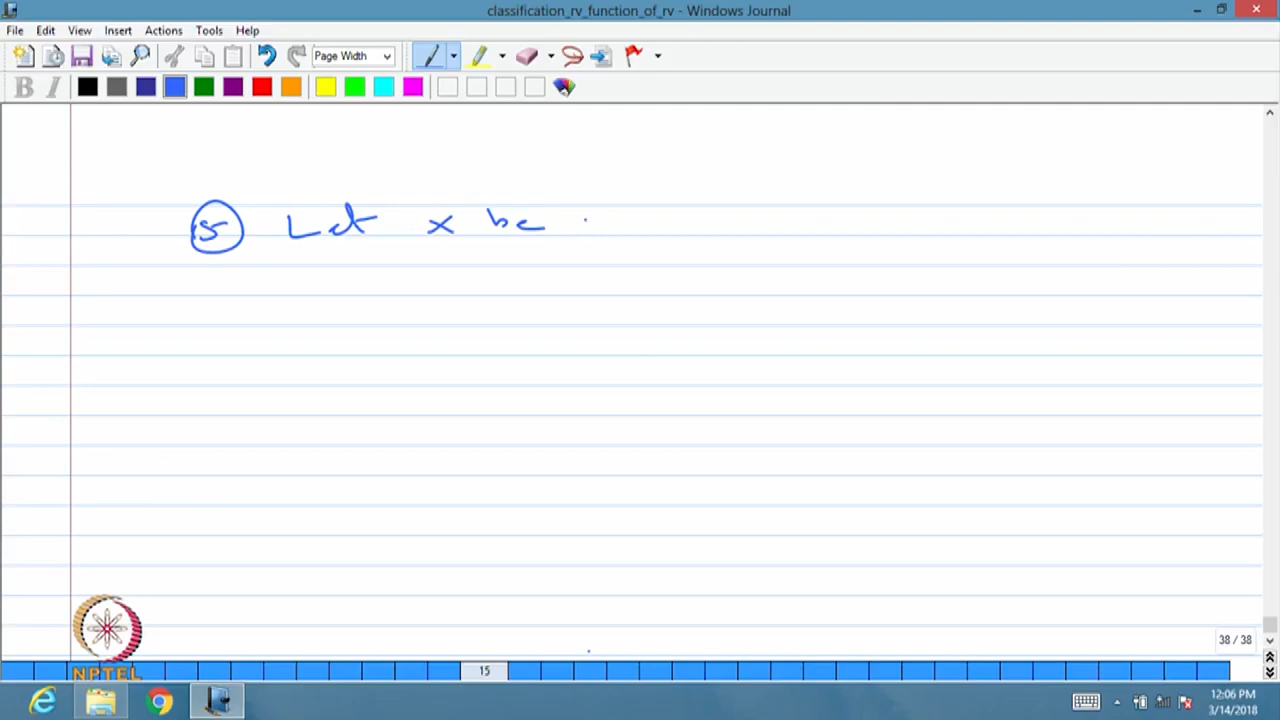 classification_rv_function_of_rv - Windows Journal
File Edit View Insert Actions Tools Help
Page Width
B I
5 Let x be
38 / 38
NPTEL
15
12:06 PM
3/14/2018